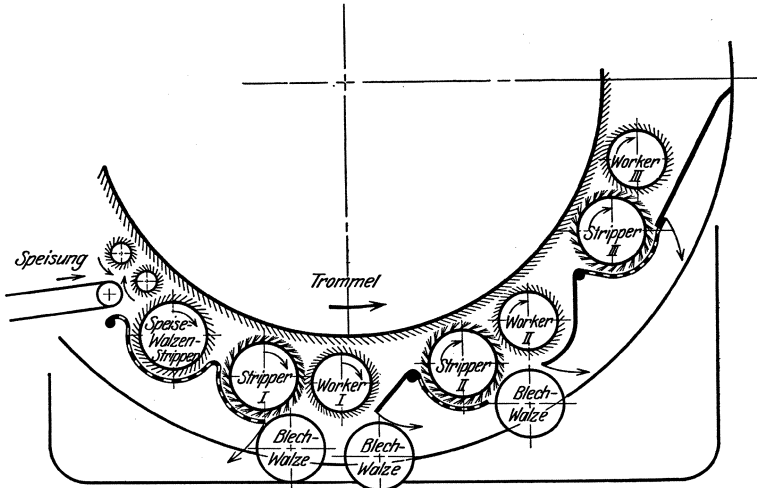 Speisung
Trommel
Worker
III
Stripper
III
Speise-
Walzen-
Stripper
Stripper
I
Worker
I
Stripper
II
Worker
II
Blech-
Walze
Blech-
Walze
Blech-
Walze